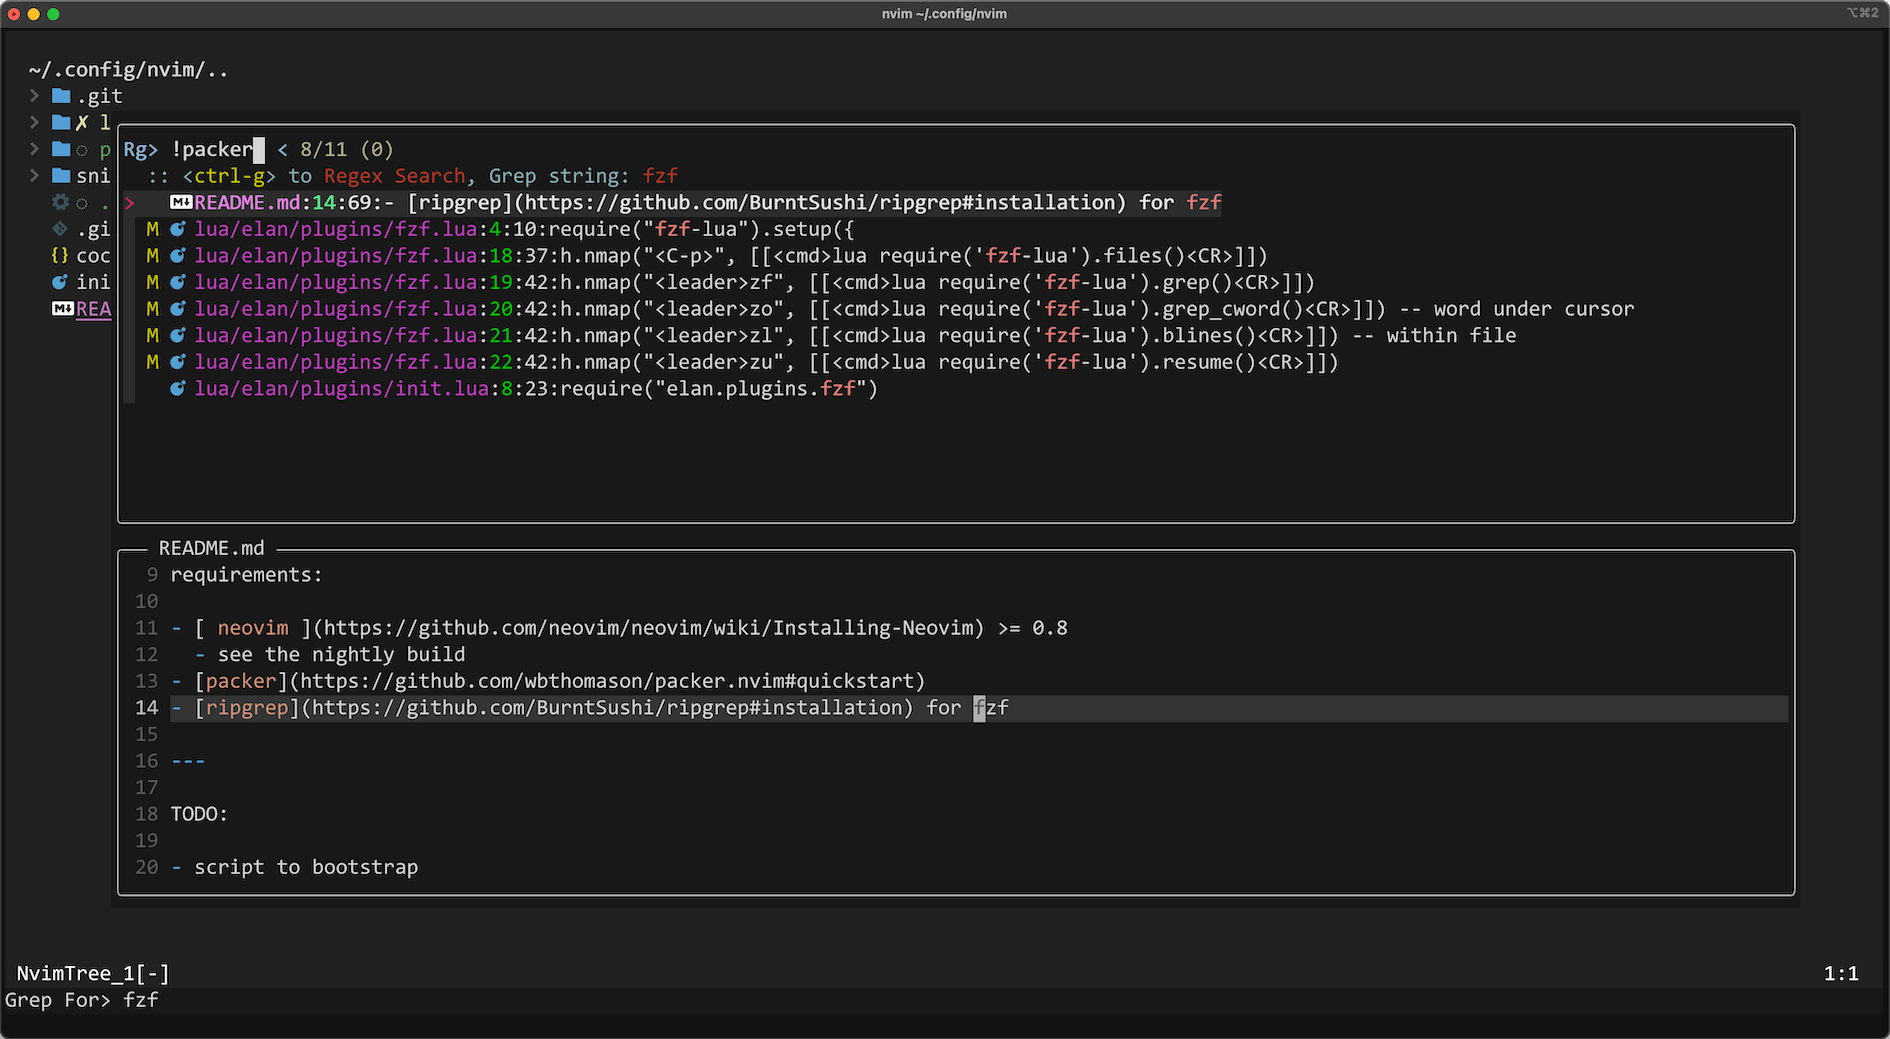 nvim ~/.config/nvim
⌥⌘2
~/.config/nvim/..
.git
✗ l
p
sni
.
.gi
{} coc
ini
REA
Rg> !packer < 8/11 (0)
:: <ctrl-g> to Regex Search, Grep string: fzf
> M↓ README.md:14:69:- [ripgrep](https://github.com/BurntSushi/ripgrep#installation) for fzf
M lua/elan/plugins/fzf.lua:4:10:require("fzf-lua").setup({
M lua/elan/plugins/fzf.lua:18:37:h.nmap("<C-p>", [[<cmd>lua require('fzf-lua').files()<CR>]])
M lua/elan/plugins/fzf.lua:19:42:h.nmap("<leader>zf", [[<cmd>lua require('fzf-lua').grep()<CR>]])
M lua/elan/plugins/fzf.lua:20:42:h.nmap("<leader>zo", [[<cmd>lua require('fzf-lua').grep_cword()<CR>]]) -- word under cursor
M lua/elan/plugins/fzf.lua:21:42:h.nmap("<leader>zl", [[<cmd>lua require('fzf-lua').blines()<CR>]]) -- within file
M lua/elan/plugins/fzf.lua:22:42:h.nmap("<leader>zu", [[<cmd>lua require('fzf-lua').resume()<CR>]])
lua/elan/plugins/init.lua:8:23:require("elan.plugins.fzf")
README.md
9 requirements:
10
11 - [ neovim ](https://github.com/neovim/neovim/wiki/Installing-Neovim) >= 0.8
12 - see the nightly build
13 - [packer](https://github.com/wbthomason/packer.nvim#quickstart)
14 - [ripgrep](https://github.com/BurntSushi/ripgrep#installation) for fzf
15
16 ---
17
18 TODO:
19
20 - script to bootstrap
NvimTree_1[-] 1:1
Grep For> fzf